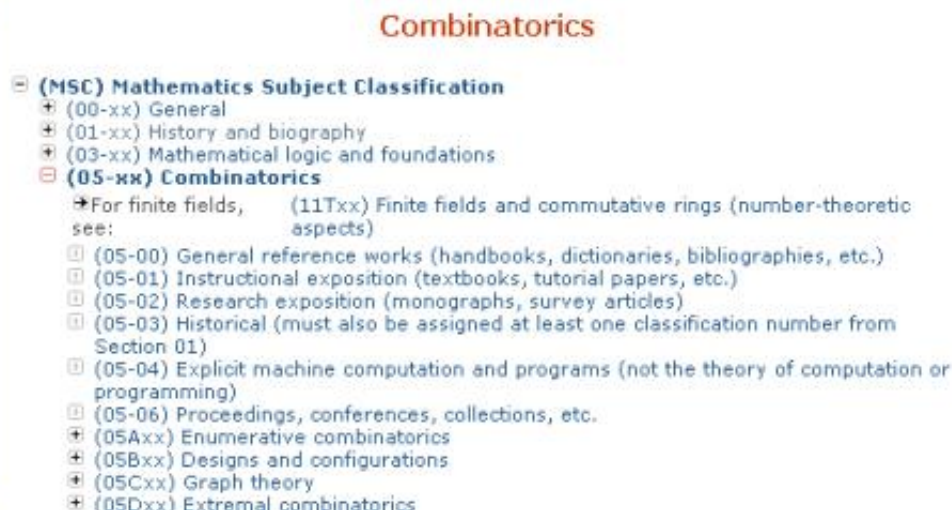 Combinatorics
(MSC) Mathematics Subject Classification
(00-xx) General
(01-xx) History and biography
(03-xx) Mathematical logic and foundations
(05-xx) Combinatorics
For finite fields, (11Txx) Finite fields and commutative rings (number-theoretic
see: aspects)
(05-00) General reference works (handbooks, dictionaries, bibliographies, etc.)
(05-01) Instructional exposition (textbooks, tutorial papers, etc.)
(05-02) Research exposition (monographs, survey articles)
(05-03) Historical (must also be assigned at least one classification number from
Section 01)
(05-04) Explicit machine computation and programs (not the theory of computation or
programming)
(05-06) Proceedings, conferences, collections, etc.
(05Axx) Enumerative combinatorics
(05Bxx) Designs and configurations
(05Cxx) Graph theory
(05Dxx) Extremal combinatorics